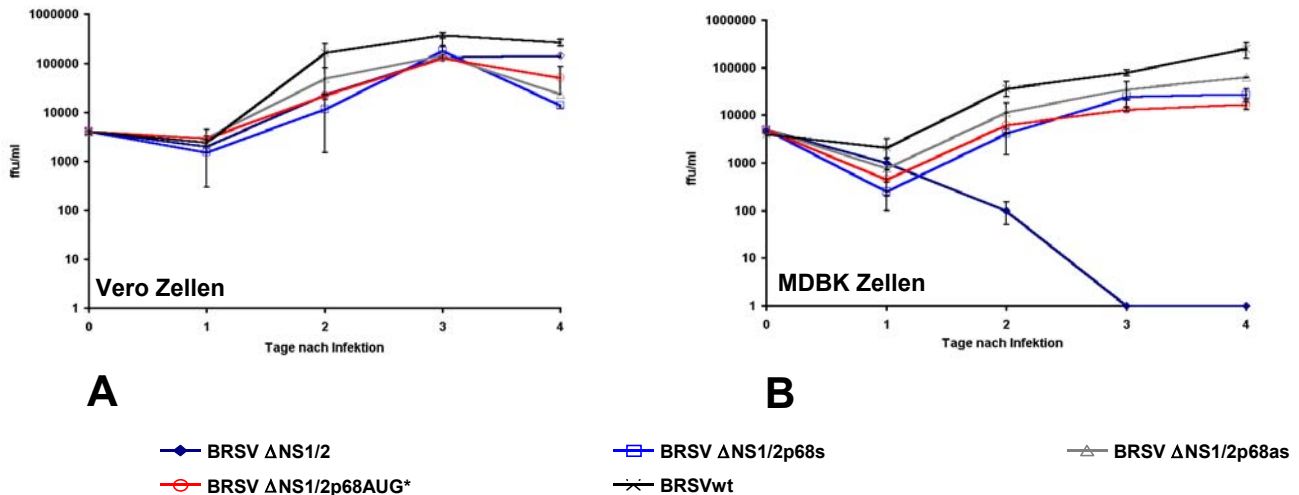 1000000
100000
10000
1000
100
10
1
ffu/ml
Vero Zellen
0 1 2 3 4
Tage nach Infektion
A
1000000
100000
10000
1000
100
10
1
ffu/ml
MDBK Zellen
0 1 2 3 4
Tage nach Infektion
B
BRSV ΔNS1/2
BRSV ΔNS1/2p68s
BRSV ΔNS1/2p68as
BRSV ΔNS1/2p68AUG*
BRSVwt